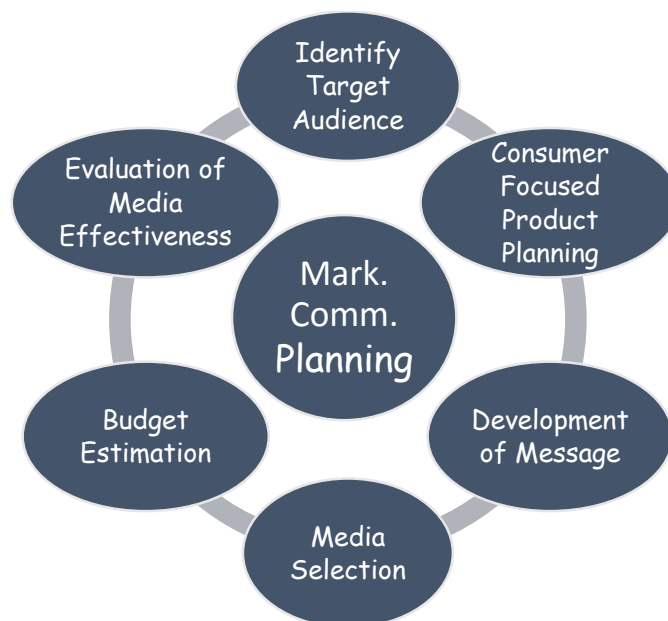 Identify
Target
Audience
Consumer
Focused
Product
Planning
Development
of Message
Media
Selection
Budget
Estimation
Evaluation of
Media
Effectiveness
Mark.
Comm.
Planning